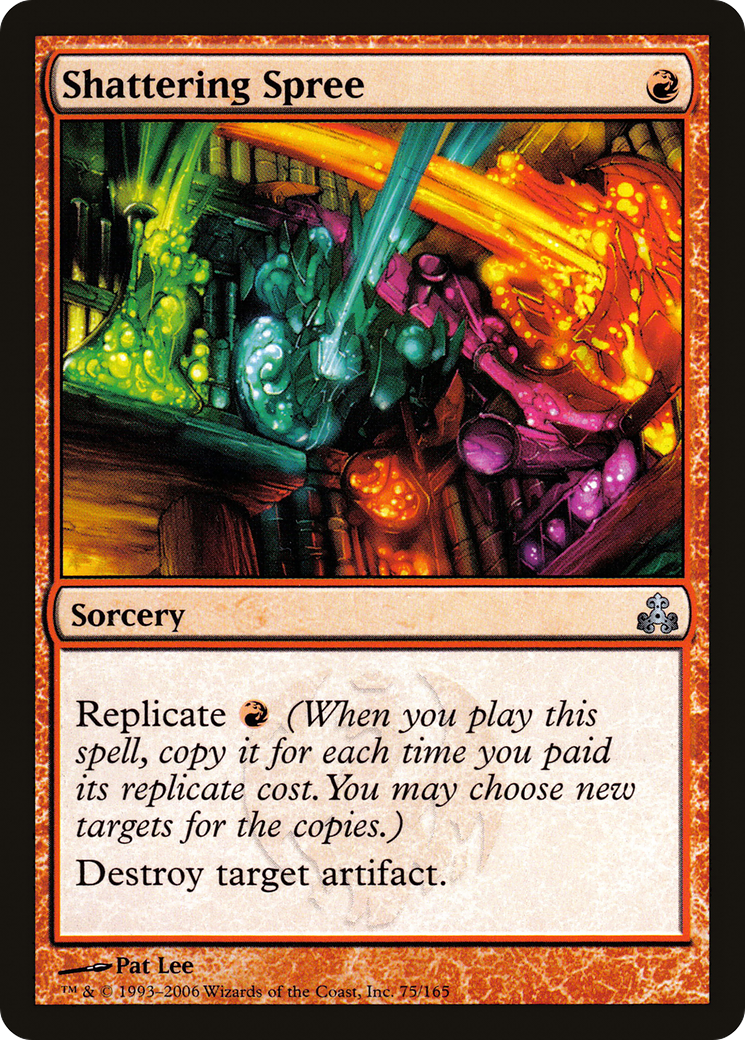 Shattering Spree
Sorcery
Replicate (When you play this
spell, copy it for each time you paid
its replicate cost. You may choose new
targets for the copies.)
Destroy target artifact.
Pat Lee
™ & © 1993–2006 Wizards of the Coast, Inc. 75/165